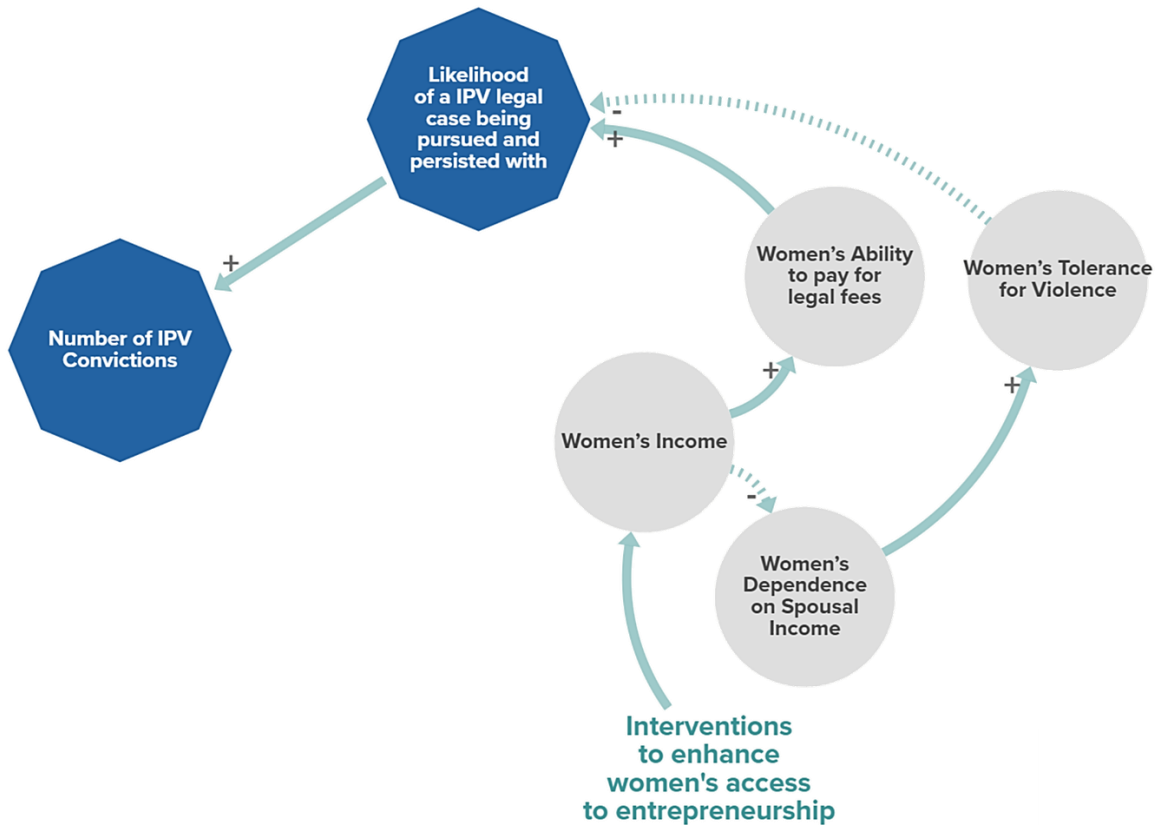 Likelihood
of a IPV legal
case being
pursued and
persisted with
-
+
+
Number of IPV
Convictions
Women’s Ability
to pay for
legal fees
Women’s Tolerance
for Violence
+
+
Women’s Income
-
Women’s
Dependence
on Spousal
Income
Interventions
to enhance
women's access
to entrepreneurship